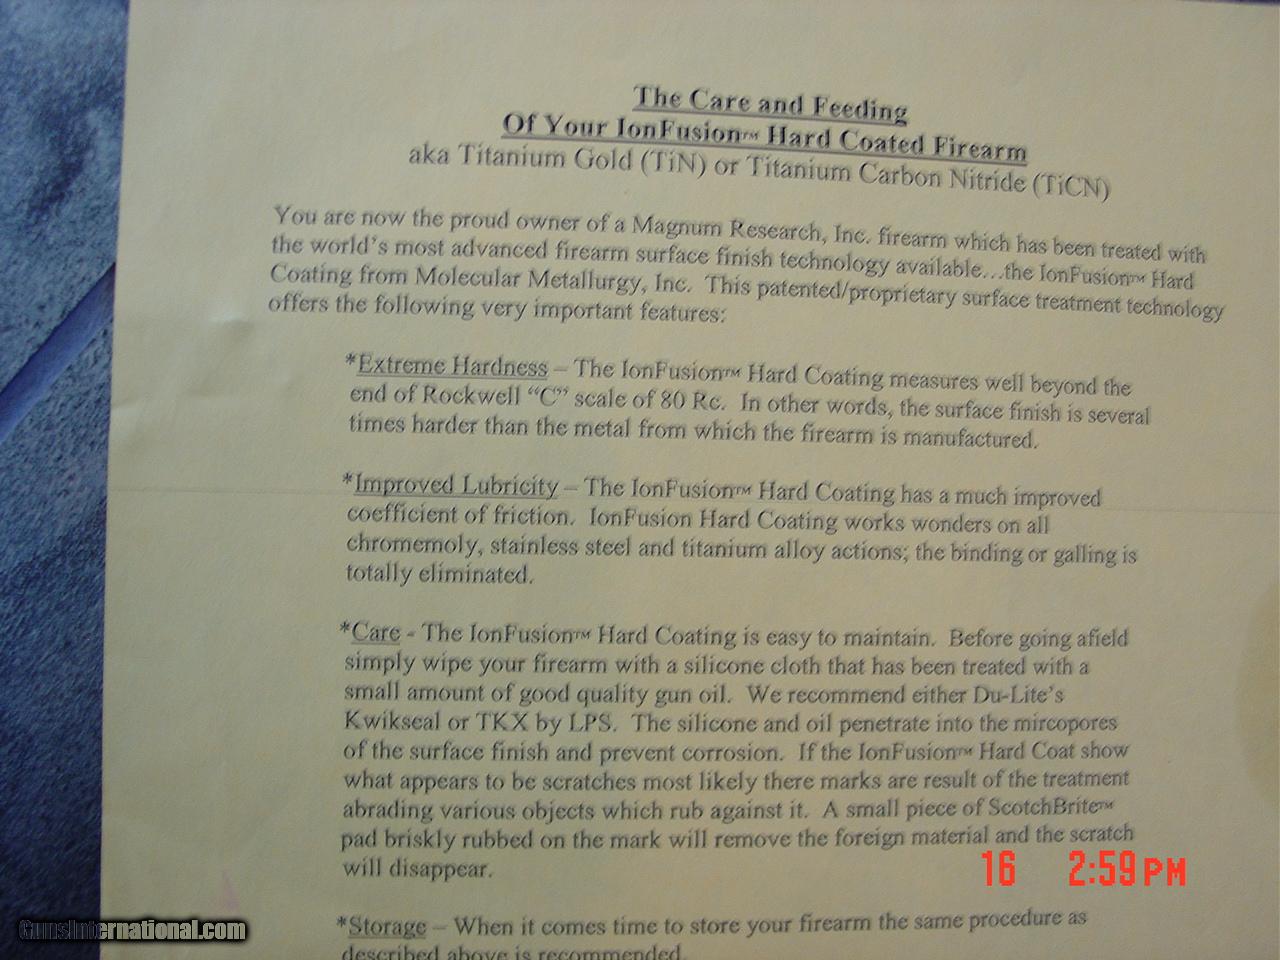 The Care and Feeding
Of Your IonFusion™ Hard Coated Firearm
aka Titanium Gold (TiN) or Titanium Carbon Nitride (TiCN)
You are now the proud owner of a Magnum Research, Inc. firearm which has been treated with
the world's most advanced firearm surface finish technology available…the IonFusion™ Hard
Coating from Molecular Metallurgy, Inc. This patented/proprietary surface treatment technology
offers the following very important features:
*Extreme Hardness – The IonFusion™ Hard Coating measures well beyond the
end of Rockwell “C” scale of 80 Rc. In other words, the surface finish is several
times harder than the metal from which the firearm is manufactured.
*Improved Lubricity – The IonFusion™ Hard Coating has a much improved
coefficient of friction. IonFusion Hard Coating works wonders on all
chromemoly, stainless steel and titanium alloy actions; the binding or galling is
totally eliminated.
*Care - The IonFusion™ Hard Coating is easy to maintain. Before going afield
simply wipe your firearm with a silicone cloth that has been treated with a
small amount of good quality gun oil. We recommend either Du-Lite's
Kwikseal or TKX by LPS. The silicone and oil penetrate into the mircopores
of the surface finish and prevent corrosion. If the IonFusion™ Hard Coat show
what appears to be scratches most likely there marks are result of the treatment
abrading various objects which rub against it. A small piece of ScotchBrite™
pad briskly rubbed on the mark will remove the foreign material and the scratch
will disappear.
16 2:59 PM
*Storage – When it comes time to store your firearm the same procedure as
described above is recommended.
GunsInternational.com